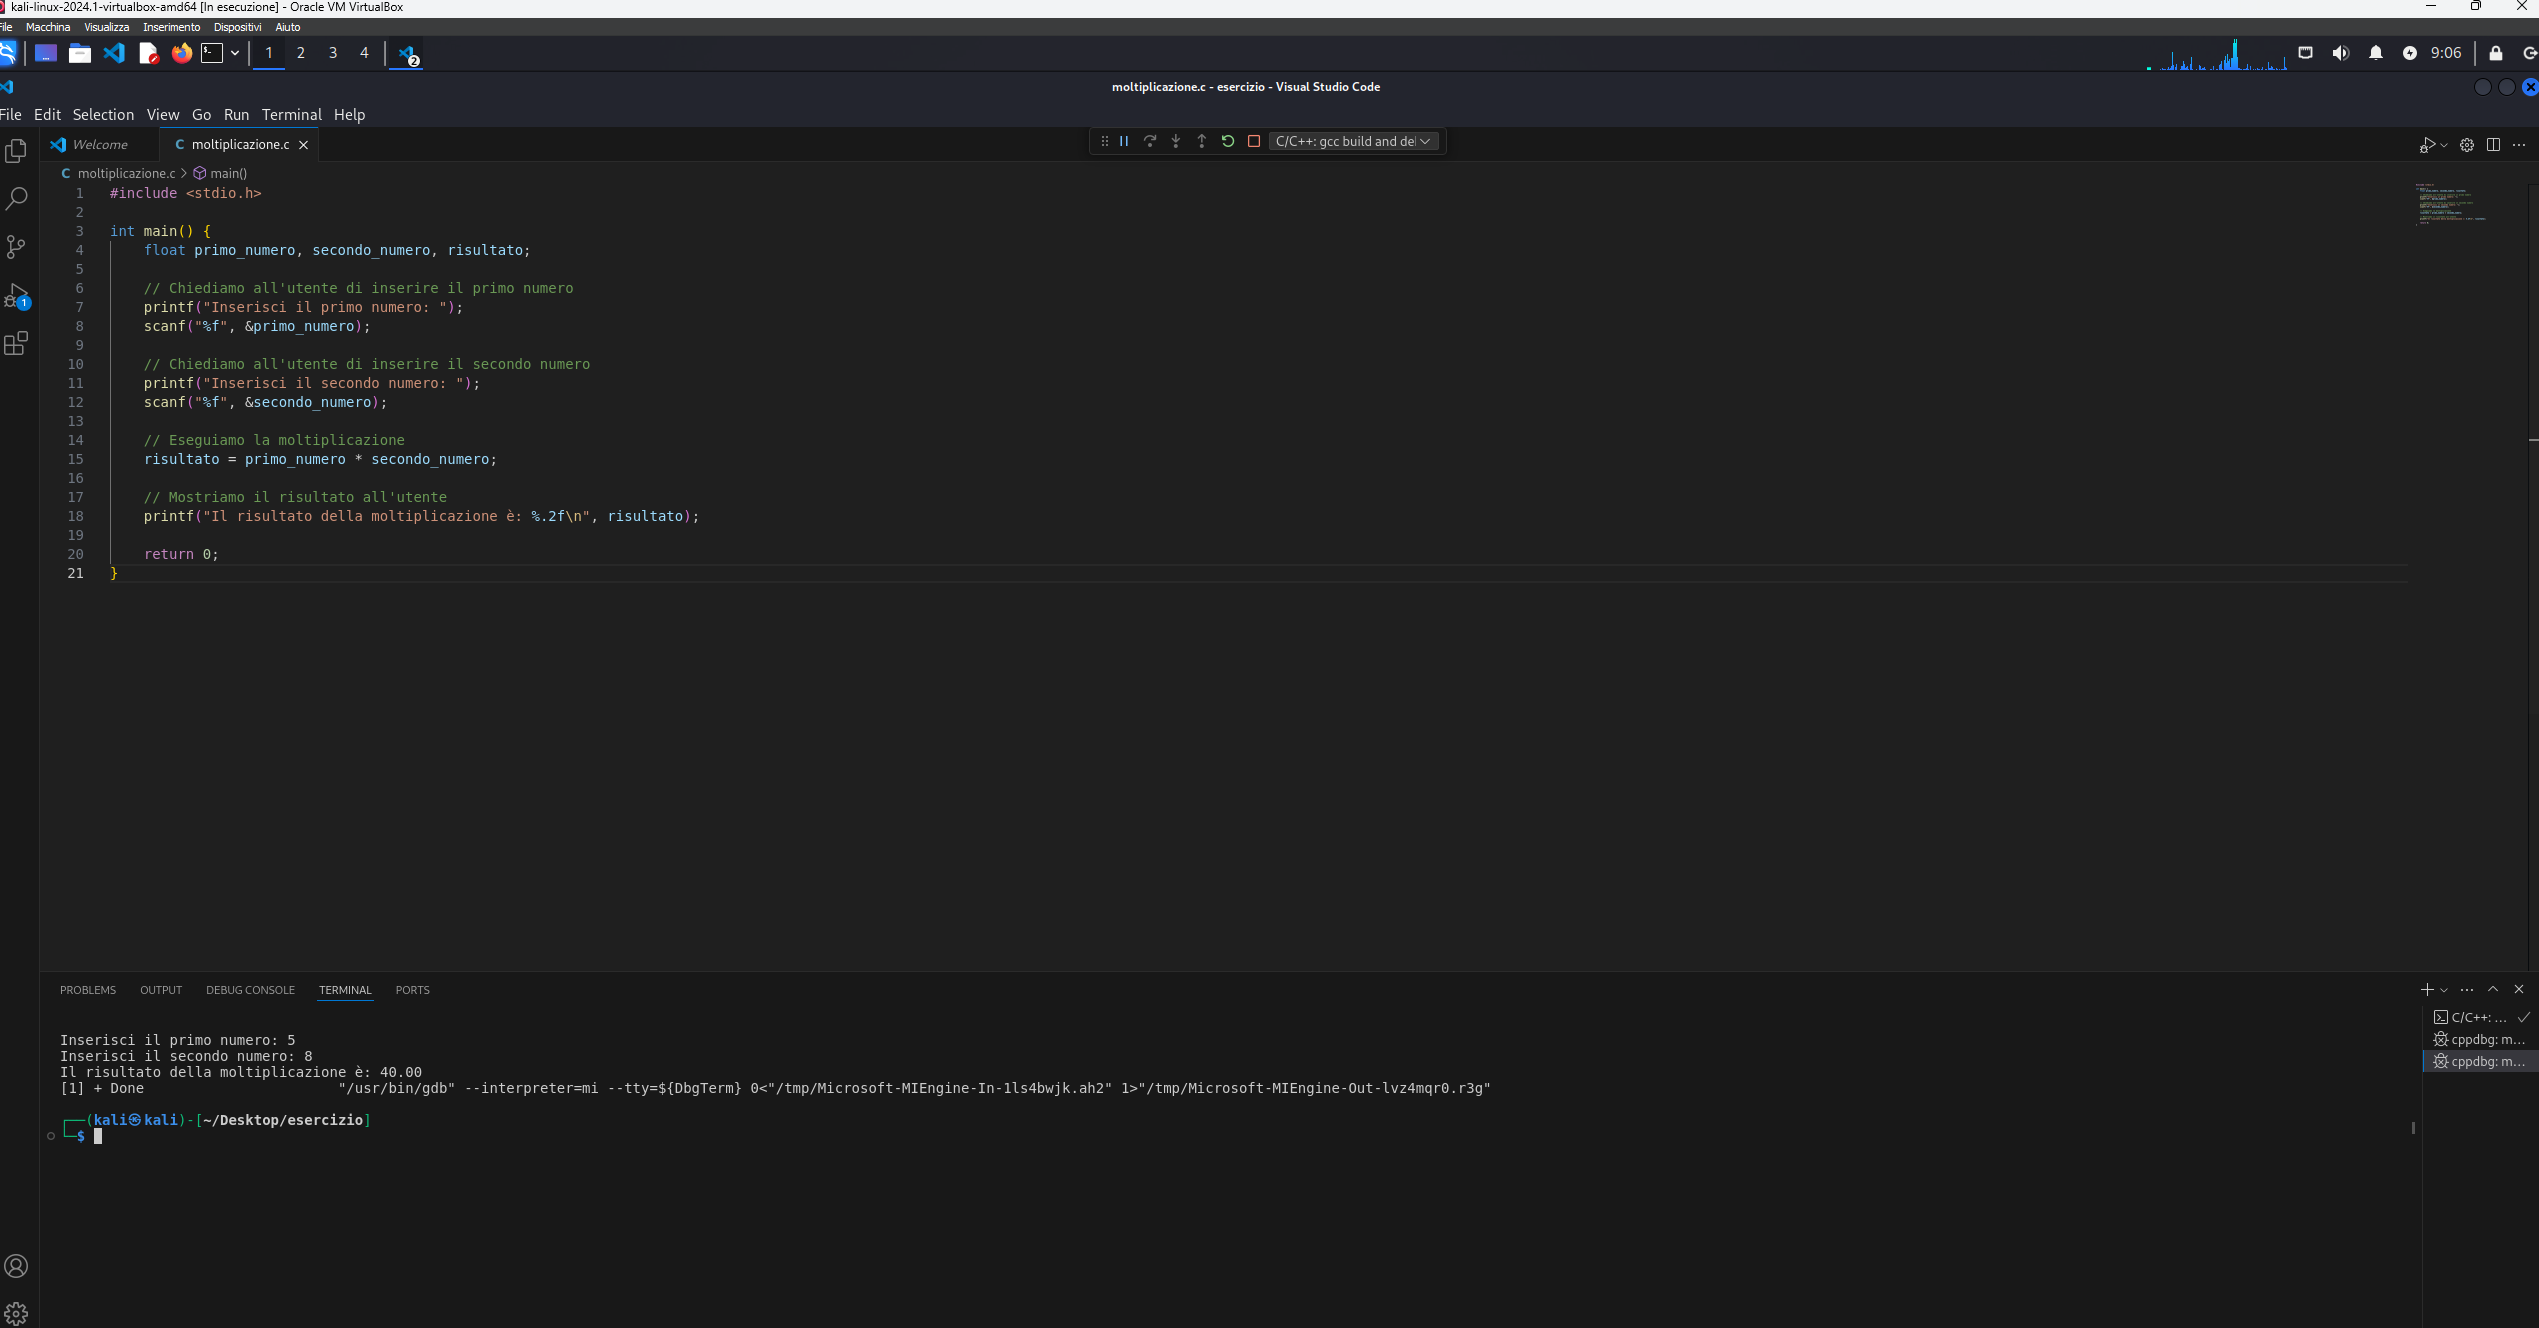 kali-linux-2024.1-virtualbox-amd64 [In esecuzione] - Oracle VM VirtualBox
File Macchina Visualizza Inserimento Dispositivi Aiuto
1 2 3 4 2 9:06
moltiplicazione.c - esercizio - Visual Studio Code
File Edit Selection View Go Run Terminal Help
Welcome C moltiplicazione.c C/C++: gcc build and de
C moltiplicazione.c > main()
1 #include <stdio.h>
2
3 int main() {
4 float primo_numero, secondo_numero, risultato;
5
6 // Chiediamo all'utente di inserire il primo numero
7 printf("Inserisci il primo numero: ");
8 scanf("%f", &primo_numero);
9
10 // Chiediamo all'utente di inserire il secondo numero
11 printf("Inserisci il secondo numero: ");
12 scanf("%f", &secondo_numero);
13
14 // Eseguiamo la moltiplicazione
15 risultato = primo_numero * secondo_numero;
16
17 // Mostriamo il risultato all'utente
18 printf("Il risultato della moltiplicazione è: %.2f\n", risultato);
19
20 return 0;
21 }
1
PROBLEMS OUTPUT DEBUG CONSOLE TERMINAL PORTS
C/C++: ...
cppdbg: m...
cppdbg: m...
Inserisci il primo numero: 5
Inserisci il secondo numero: 8
Il risultato della moltiplicazione è: 40.00
[1] + Done "/usr/bin/gdb" --interpreter=mi --tty=${DbgTerm} 0<"/tmp/Microsoft-MIEngine-In-1ls4bwjk.ah2" 1>"/tmp/Microsoft-MIEngine-Out-lvz4mqr0.r3g"
┌──(kali㉿kali)-[~/Desktop/esercizio]
└─$